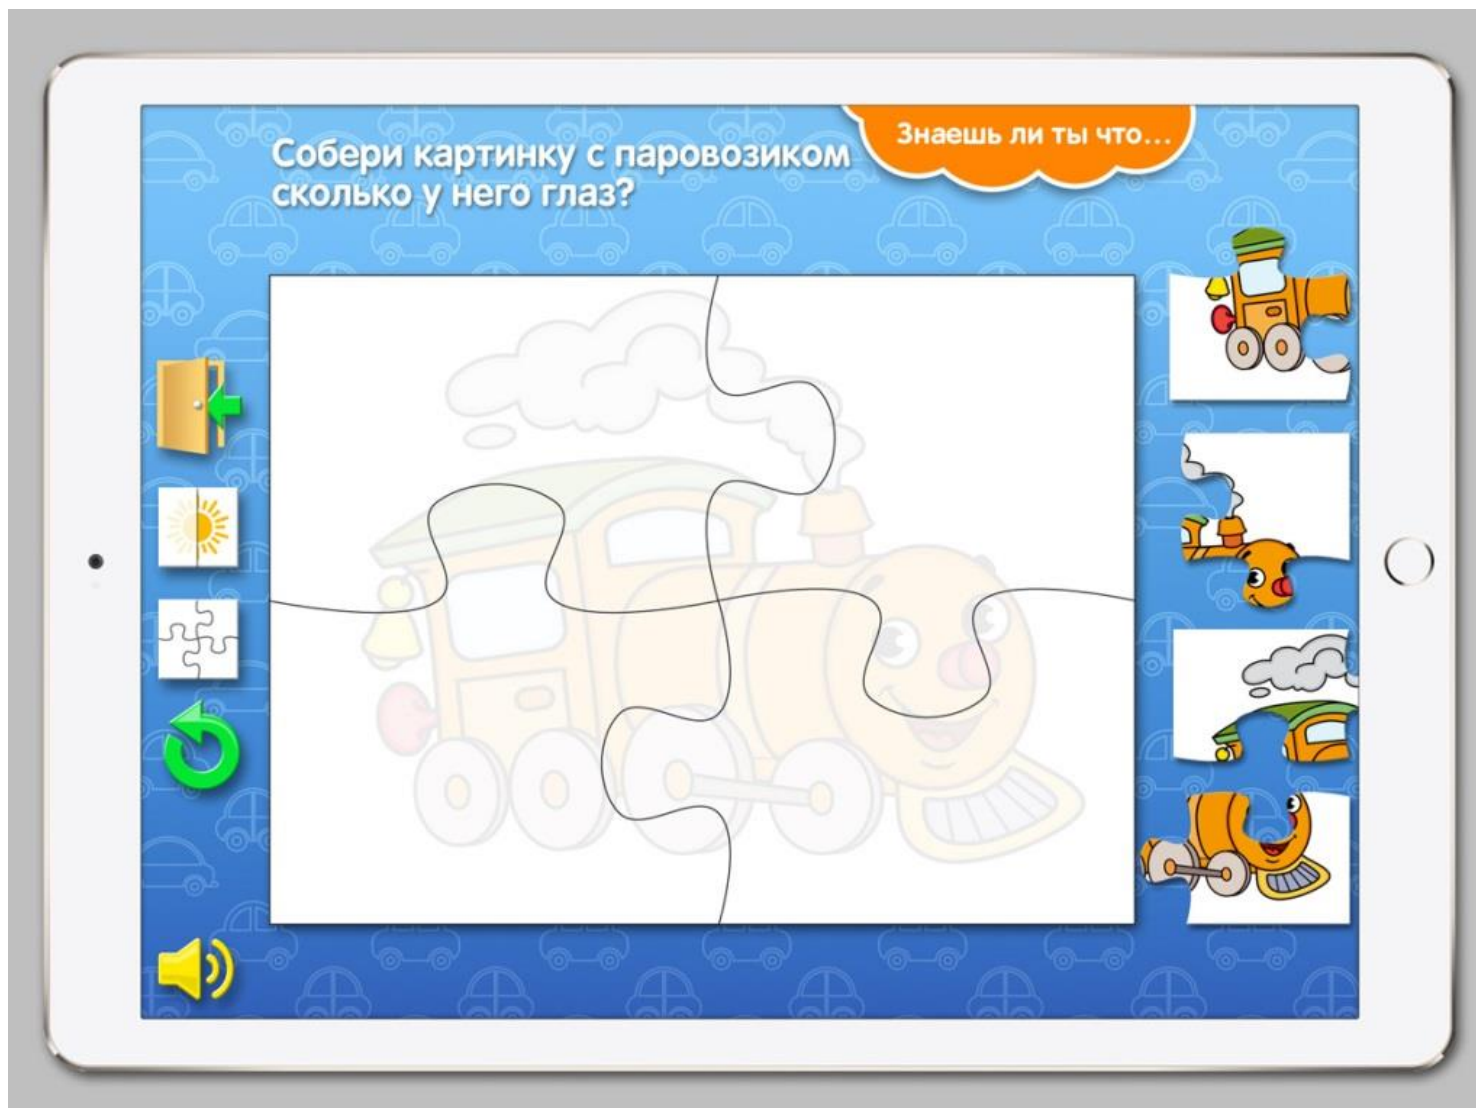 Знаешь ли ты что...
Собери картинку с паровозиком
сколько у него глаз?